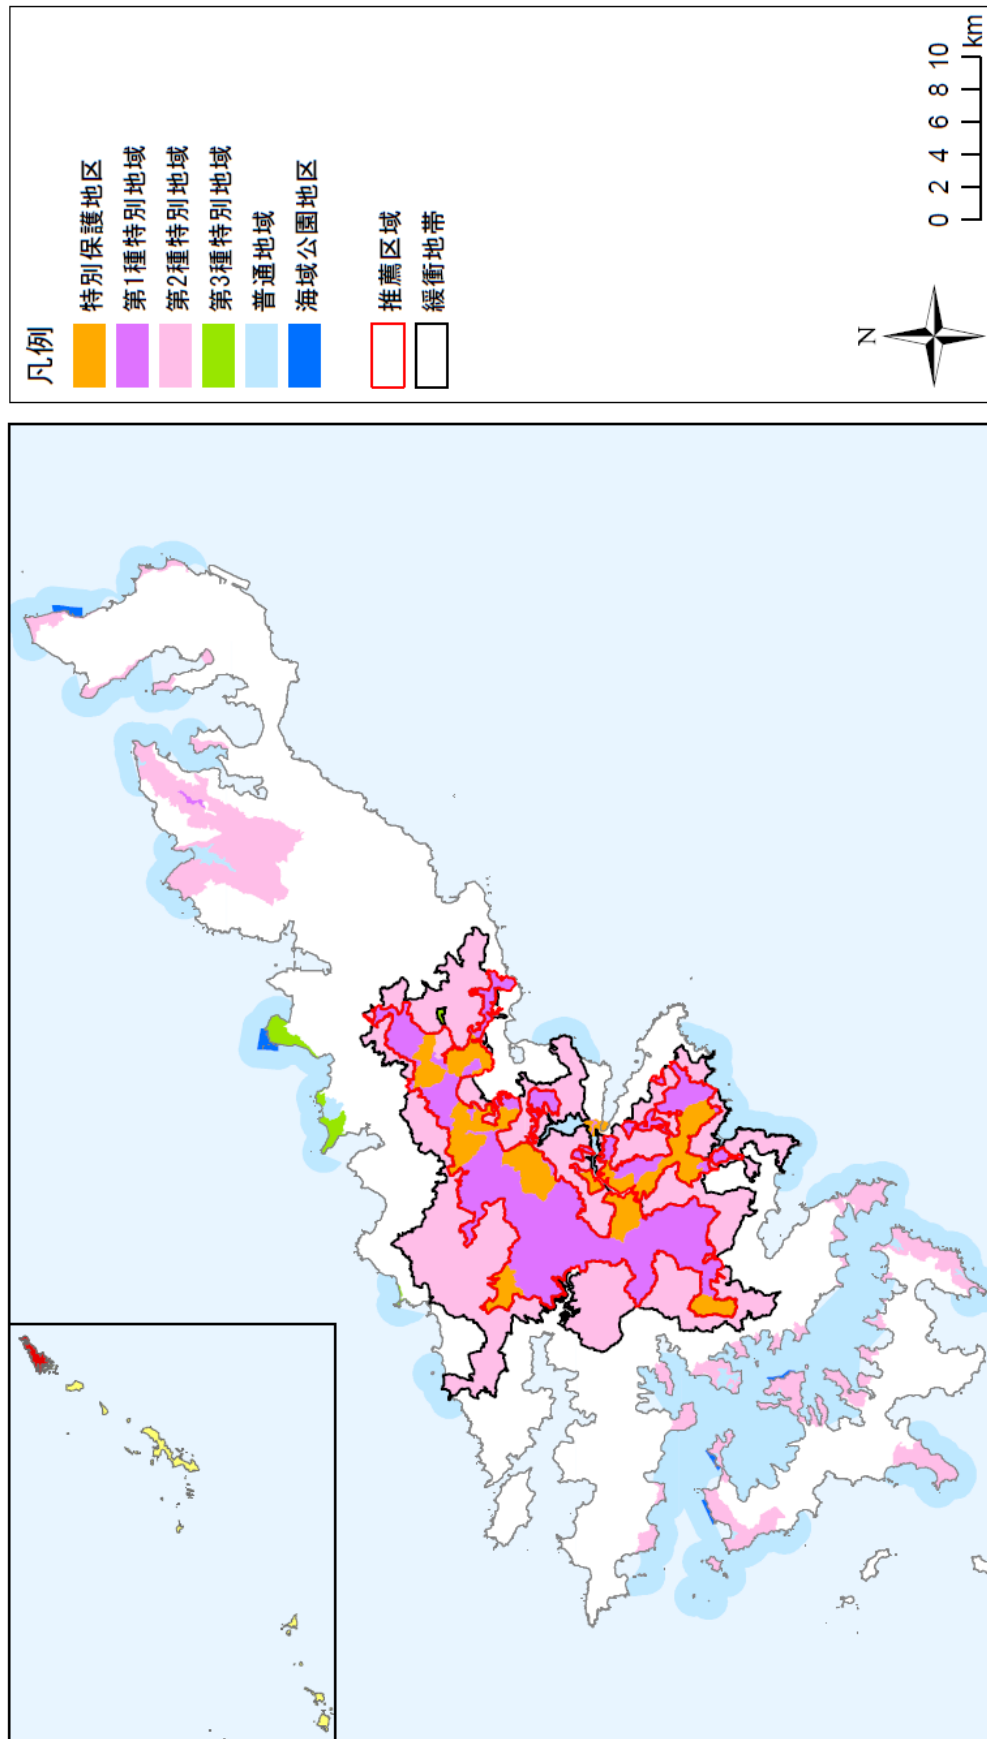 凡例
特別保護地区
第1種特別地域
第2種特別地域
第3種特別地域
普通地域
海域公園地区
推薦区域
緩衝地帯
N
0 2 4 6 8 10
km